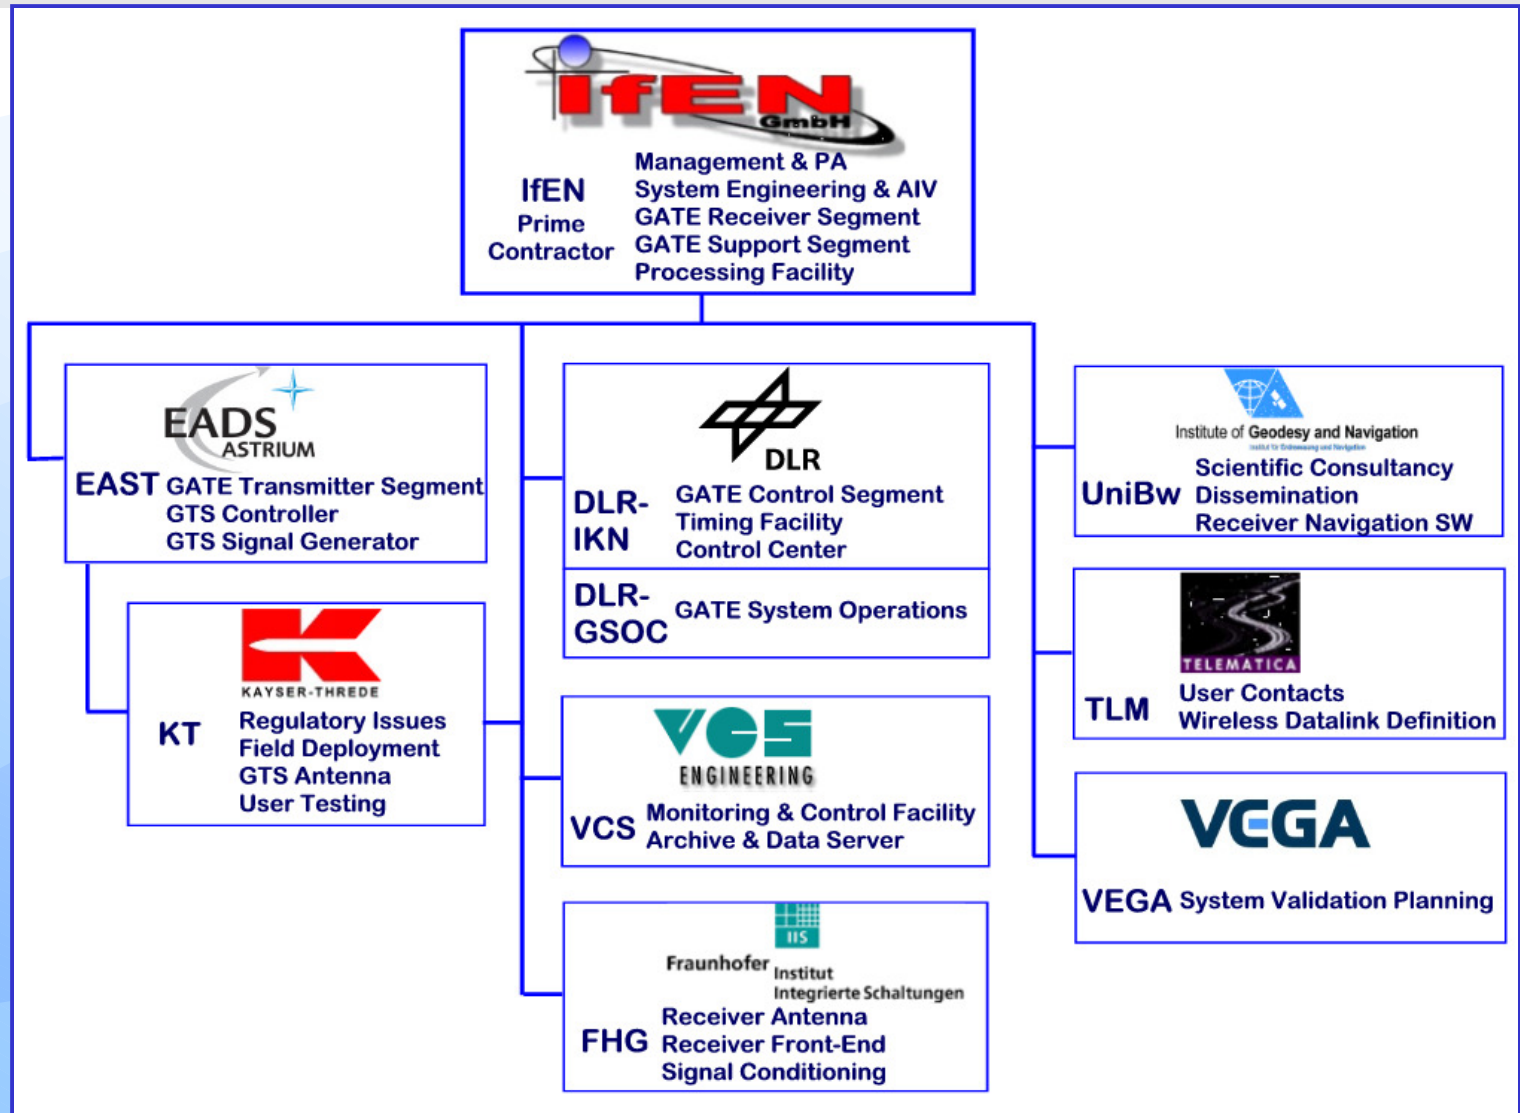 ifEN
GmbH
IfEN
Prime
Contractor
Management & PA
System Engineering & AIV
GATE Receiver Segment
GATE Support Segment
Processing Facility
EADS
ASTRIUM
EAST
GATE Transmitter Segment
GTS Controller
GTS Signal Generator
KAYSER-THREDE
KT
Regulatory Issues
Field Deployment
GTS Antenna
User Testing
DLR
DLR-
IKN
GATE Control Segment
Timing Facility
Control Center
DLR-
GSOC
GATE System Operations
VCS
ENGINEERING
VCS
Monitoring & Control Facility
Archive & Data Server
IIS
Fraunhofer
Institut
Integrierte Schaltungen
FHG
Receiver Antenna
Receiver Front-End
Signal Conditioning
Institute of Geodesy and Navigation
Institut für Erdmessung und Navigation
UniBw
Scientific Consultancy
Dissemination
Receiver Navigation SW
TELEMATICA
TLM
User Contacts
Wireless Datalink Definition
VEGA
VEGA
System Validation Planning